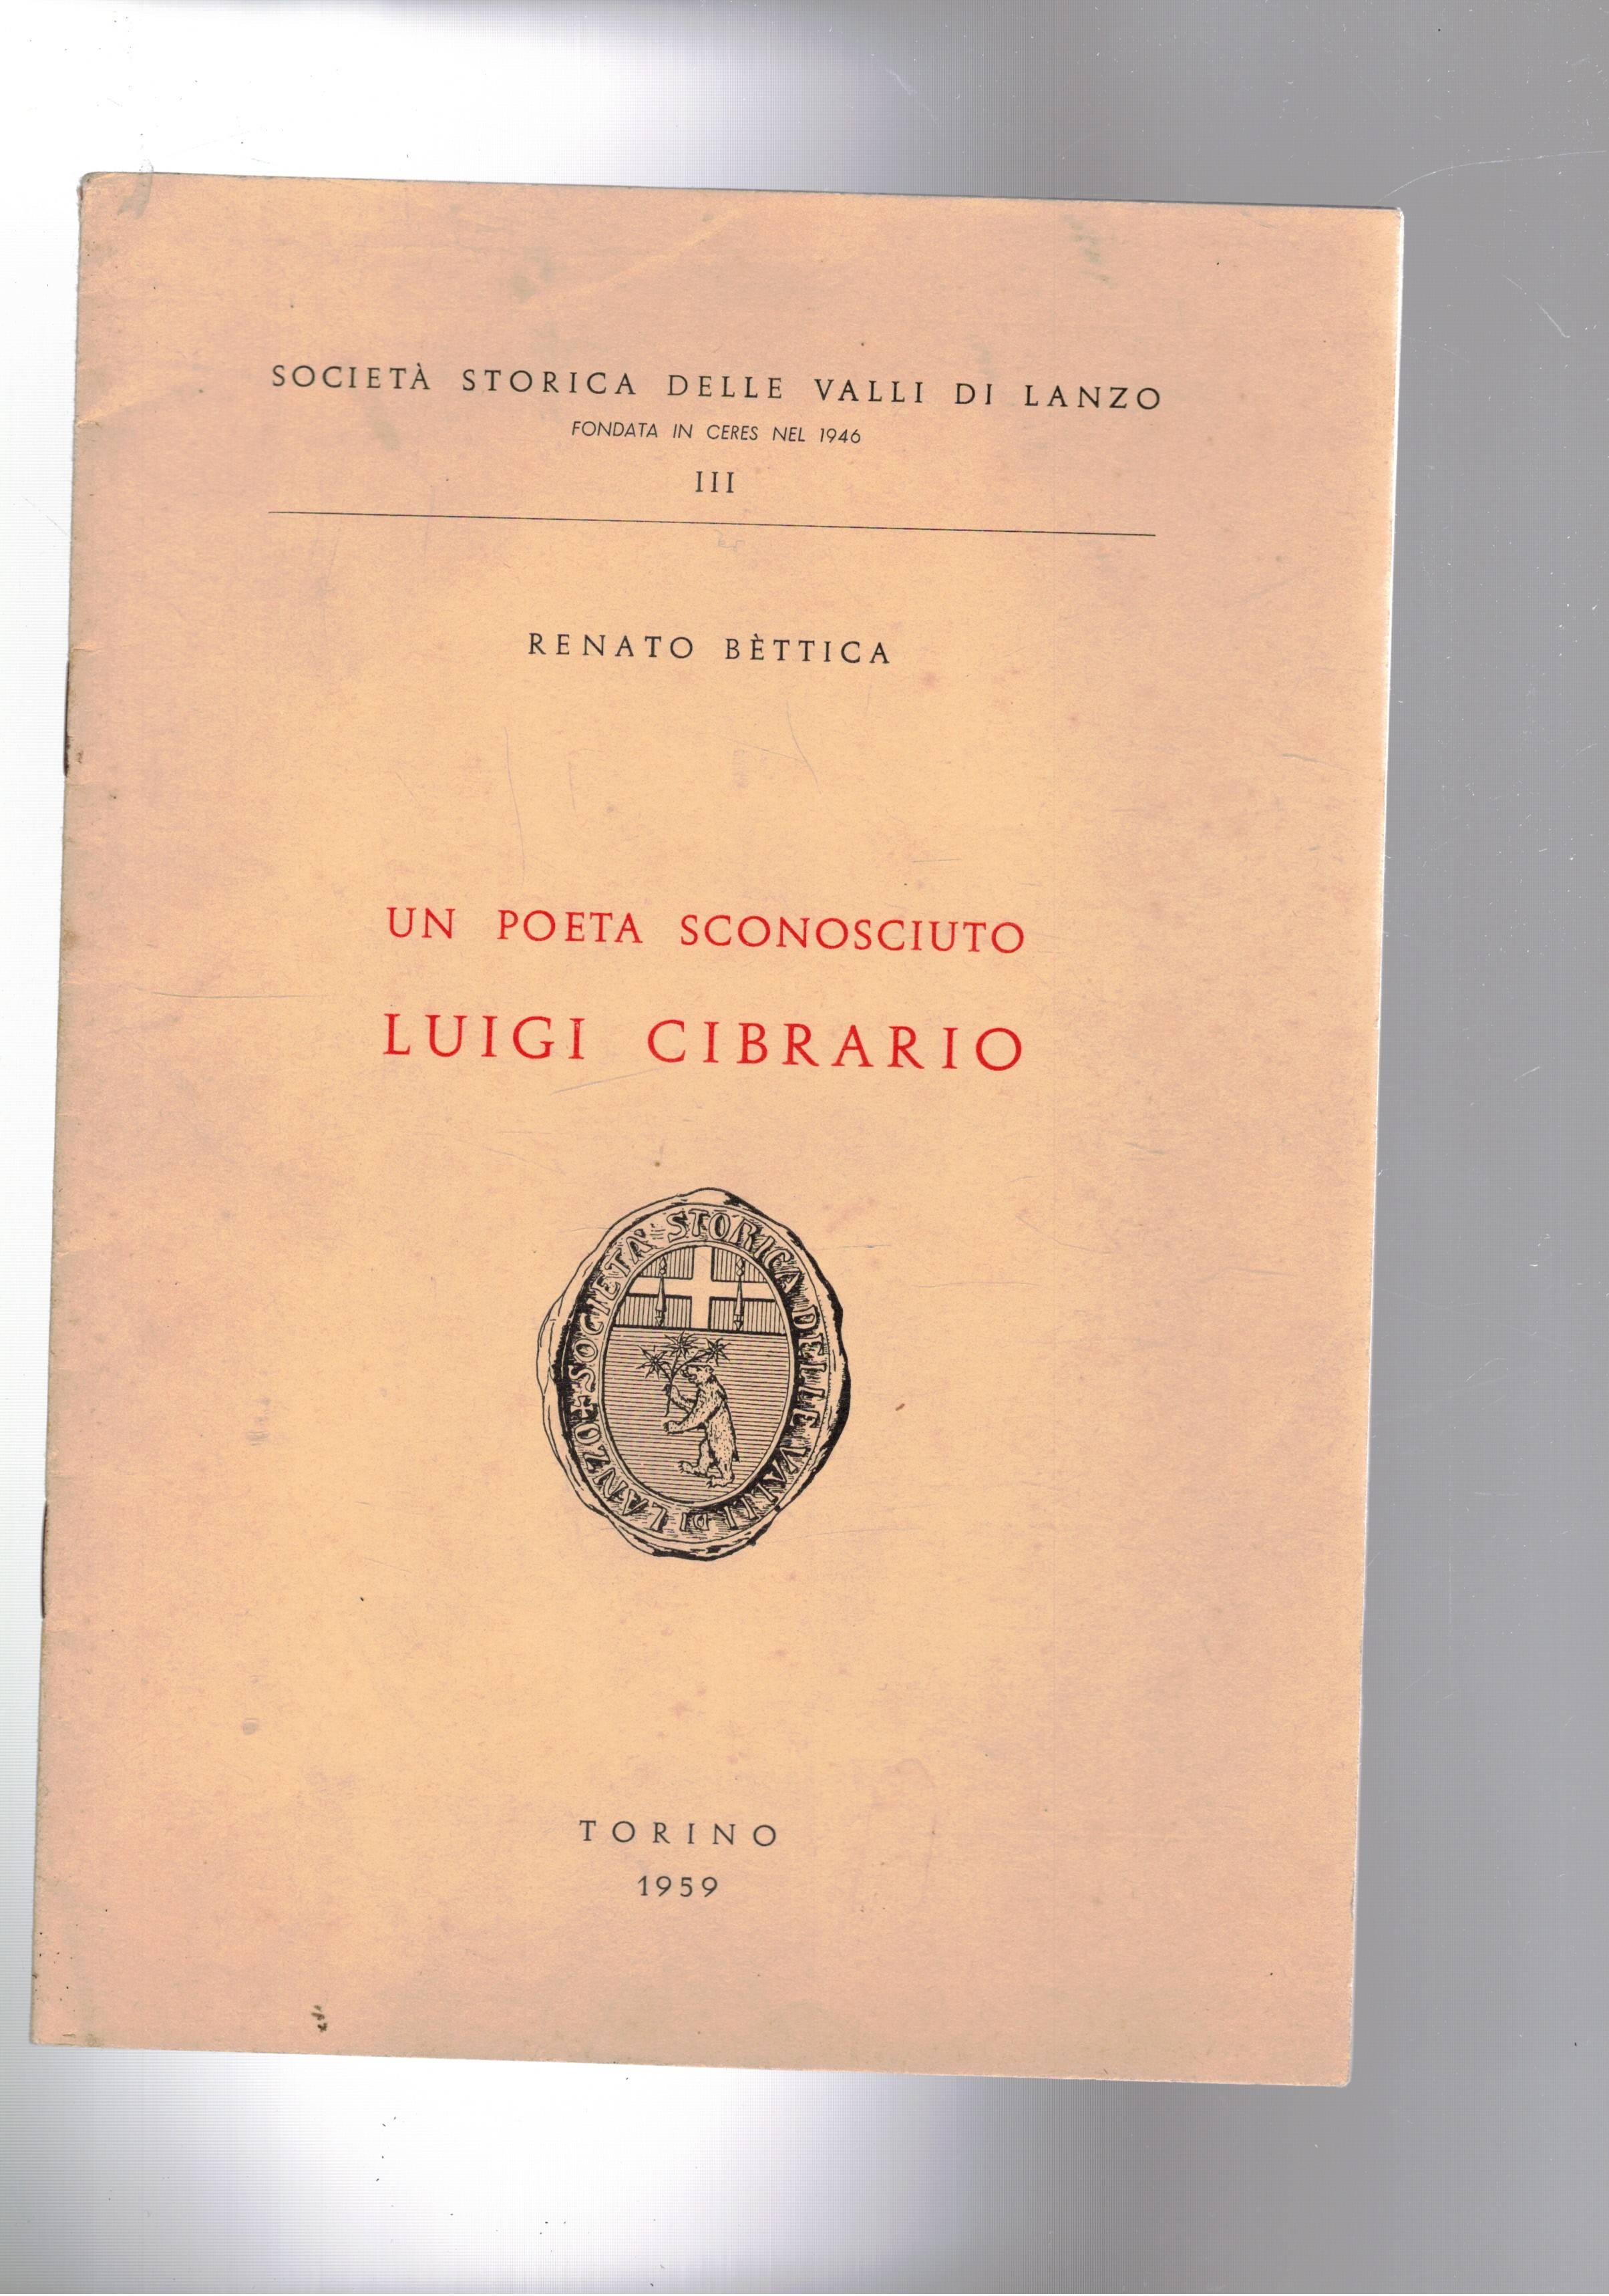 SOCIETÀ STORICA DELLE VALLI DI LANZO
FONDATA IN CERES NEL 1946
III
RENATO BÈTTICA
UN POETA SCONOSCIUTO
LUIGI CIBRARIO
+ SOCIETA' STORICA DELLE VALLI DI LANZO
TORINO
1959